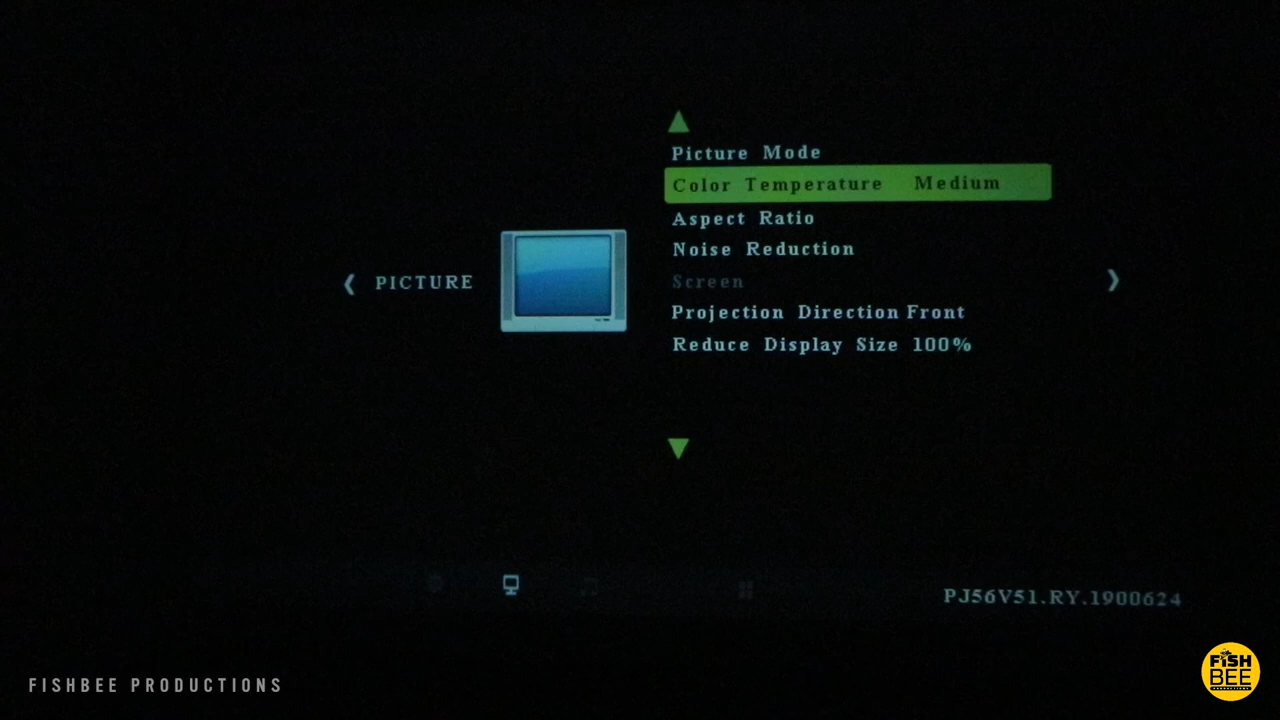 Picture Mode
Color Temperature Medium
Aspect Ratio
Noise Reduction
PICTURE
Screen
Projection Direction Front
Reduce Display Size 100%
PJ56V51.RY.1900624
FISHBEE PRODUCTIONS
FISH
BEE
PRODUCTIONS